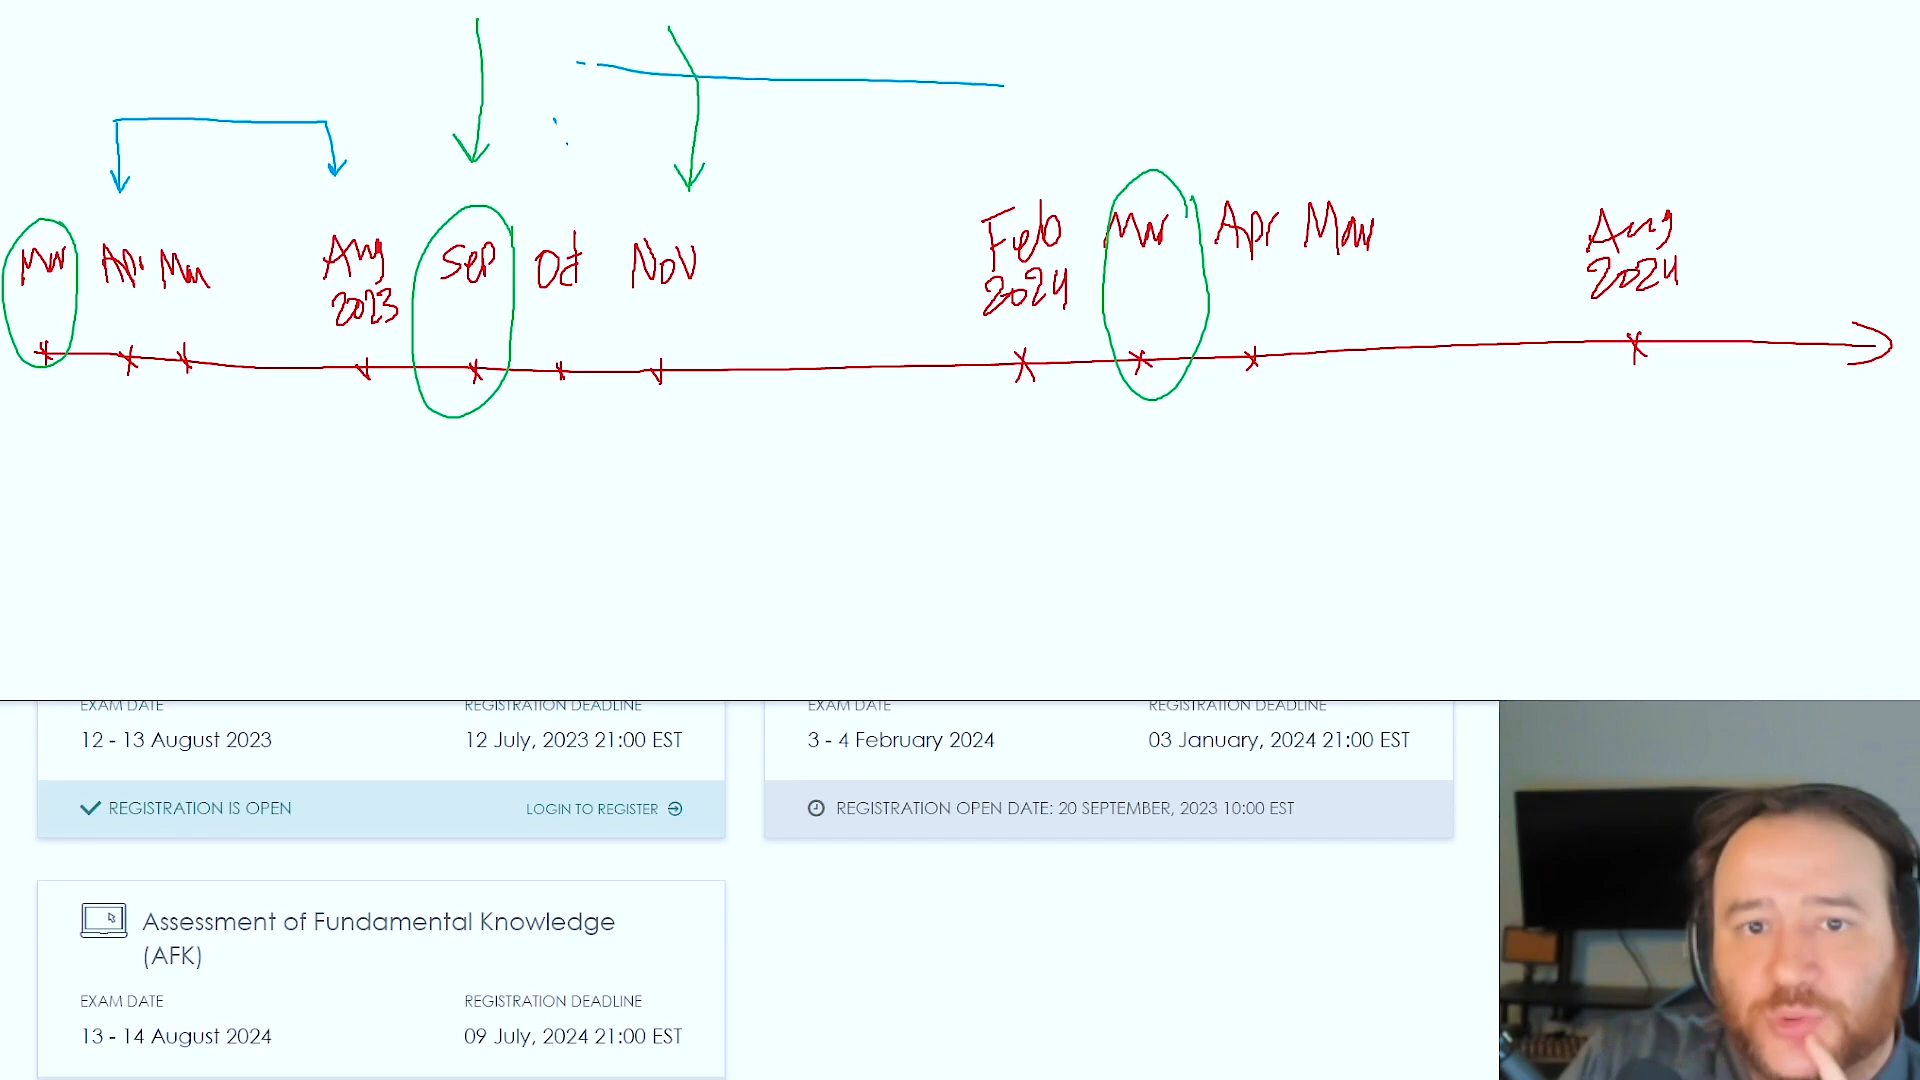 Mar Apr May Aug Sep Oct Nov Feb Mar Apr May Aug
2023 2024 2024
EXAM DATE REGISTRATION DEADLINE EXAM DATE REGISTRATION DEADLINE
12 - 13 August 2023 12 July, 2023 21:00 EST 3 - 4 February 2024 03 January, 2024 21:00 EST
REGISTRATION IS OPEN LOGIN TO REGISTER REGISTRATION OPEN DATE: 20 SEPTEMBER, 2023 10:00 EST
Assessment of Fundamental Knowledge
(AFK)
EXAM DATE REGISTRATION DEADLINE
13 - 14 August 2024 09 July, 2024 21:00 EST